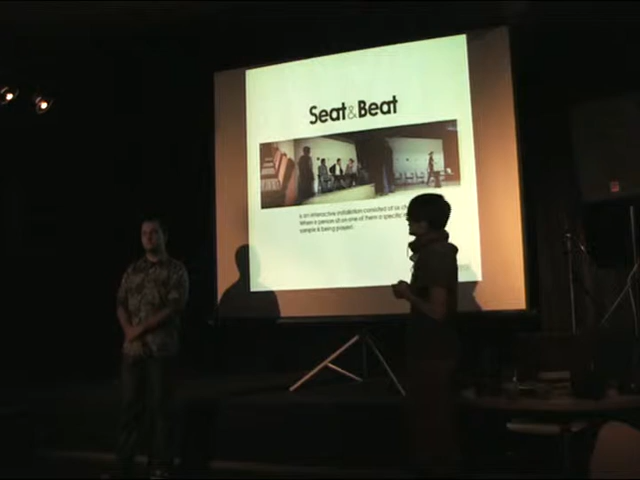 Seat&Beat
is an interactive installation consisted of six
When a person sit on one of them a specific
sample is being played.